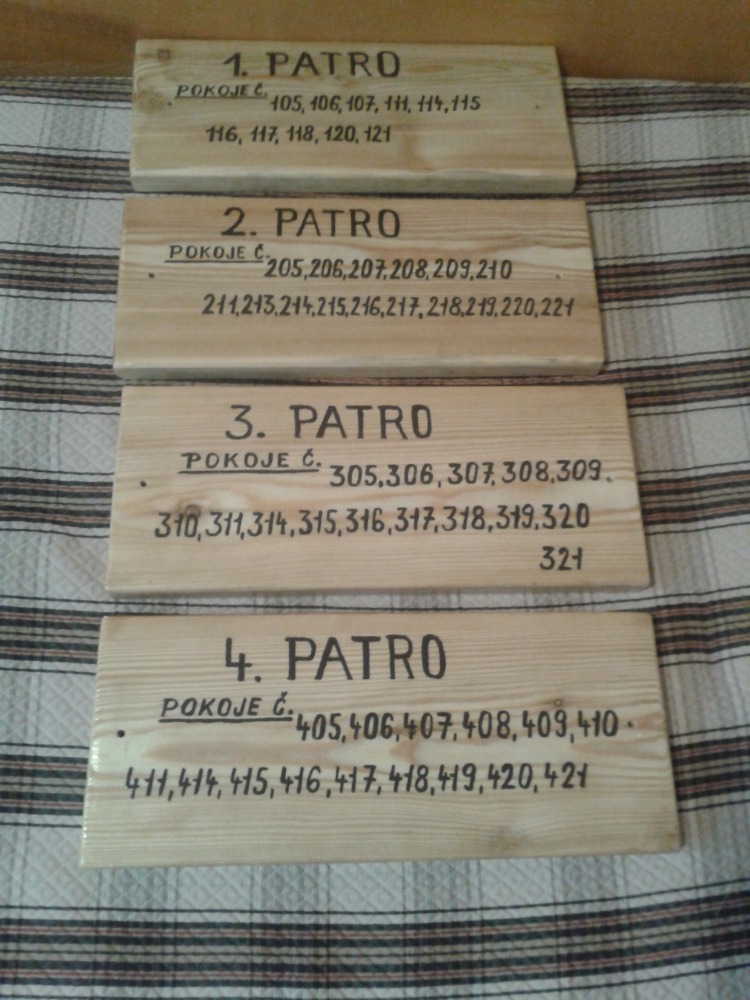 1. PATRO
POKOJE Č. 105, 106, 107, 111, 114, 115
116, 117, 118, 120, 121
2. PATRO
POKOJE Č. 205,206,207,208,209,210
211,213,214,215,216,217,218,219,220,221
3. PATRO
POKOJE Č. 305,306,307,308,309
310,311,314,315,316,317,318,319,320
321
4. PATRO
POKOJE Č. 405,406,407,408,409,410
411,414,415,416,417,418,419,420,421